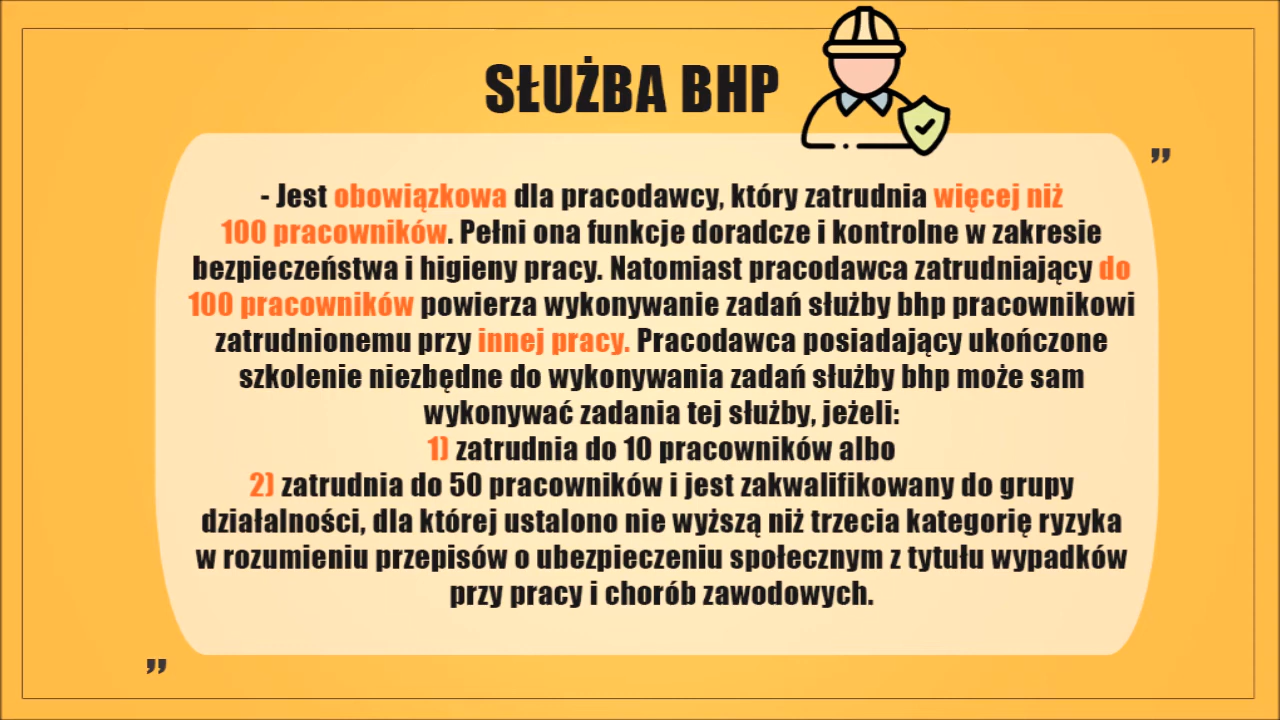 SŁUŻBA BHP
”
- Jest obowiązkowa dla pracodawcy, który zatrudnia więcej niż
100 pracowników. Pełni ona funkcje doradcze i kontrolne w zakresie
bezpieczeństwa i higieny pracy. Natomiast pracodawca zatrudniający do
100 pracowników powierza wykonywanie zadań służby bhp pracownikowi
zatrudnionemu przy innej pracy. Pracodawca posiadający ukończone
szkolenie niezbędne do wykonywania zadań służby bhp może sam
wykonywać zadania tej służby, jeżeli:
1) zatrudnia do 10 pracowników albo
2) zatrudnia do 50 pracowników i jest zakwalifikowany do grupy
działalności, dla której ustalono nie wyższą niż trzecia kategorię ryzyka
w rozumieniu przepisów o ubezpieczeniu społecznym z tytułu wypadków
przy pracy i chorób zawodowych.
”